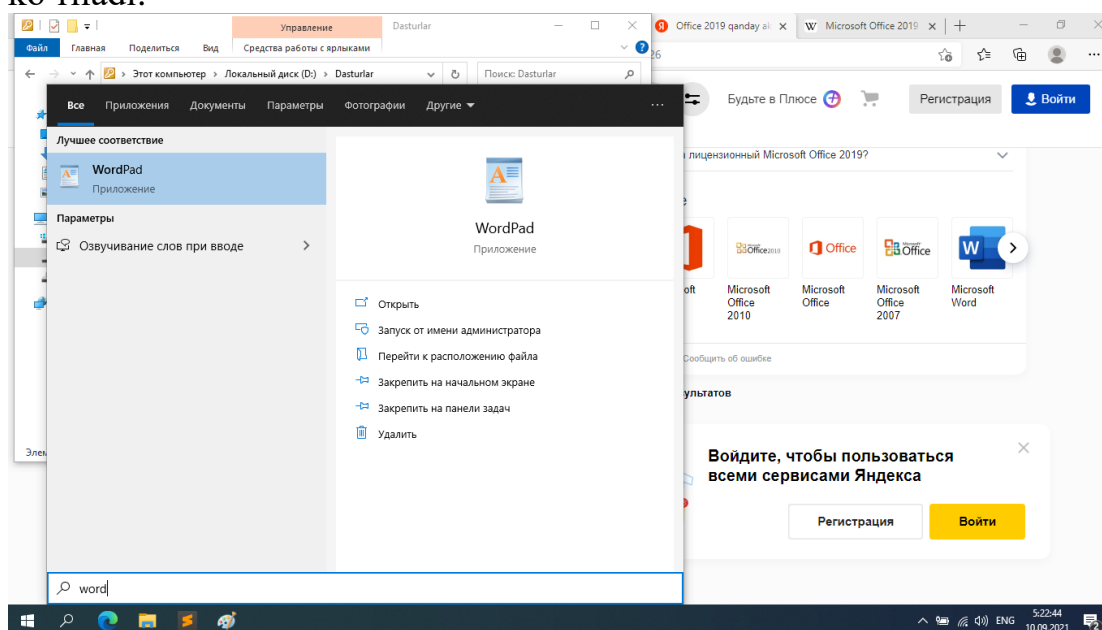 Управление
Dasturlar
Файл Главная Поделиться Вид Средства работы с ярлыками
Этот компьютер › Локальный диск (D:) › Dasturlar
Поиск: Dasturlar
Office 2019 qanday al
Microsoft Office 2019
26
Все Приложения Документы Параметры Фотографии Другие
Будьте в Плюсе
Регистрация
Войти
Лучшее соответствие
WordPad
Приложение
Параметры
Озвучивание слов при вводе
WordPad
Приложение
Открыть
Запуск от имени администратора
Перейти к расположению файла
Закрепить на начальном экране
Закрепить на панели задач
Удалить
лицензионный Microsoft Office 2019?
Office
Office
Microsoft Office 2010
Microsoft Office
Microsoft Office 2007
Microsoft Word
Сообщить об ошибке
ультатов
Элем
Войдите, чтобы пользоваться
всеми сервисами Яндекса
Регистрация
Войти
word
ENG
5:22:44
10.09.2021